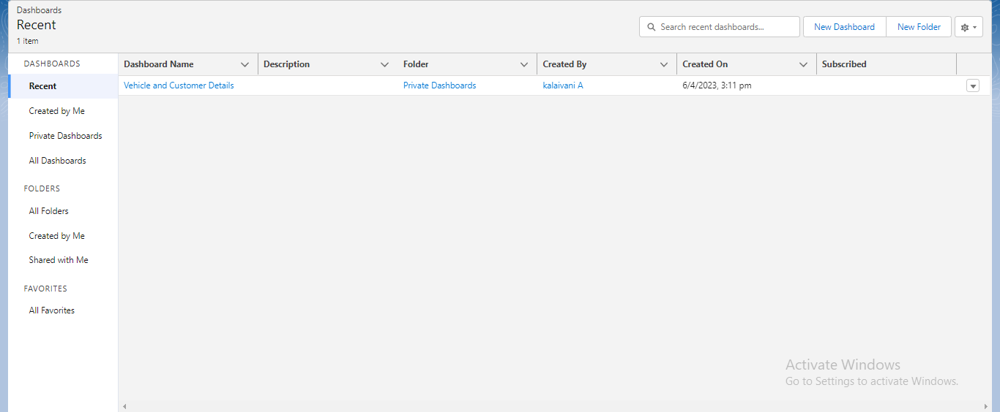 Dashboards
Recent
1 item
Search recent dashboards...
New Dashboard
New Folder
DASHBOARDS
Recent
Created by Me
Private Dashboards
All Dashboards
FOLDERS
All Folders
Created by Me
Shared with Me
FAVORITES
All Favorites
Dashboard Name Description Folder Created By Created On Subscribed
Vehicle and Customer Details Private Dashboards kalaivani A 6/4/2023, 3:11 pm
Activate Windows
Go to Settings to activate Windows.